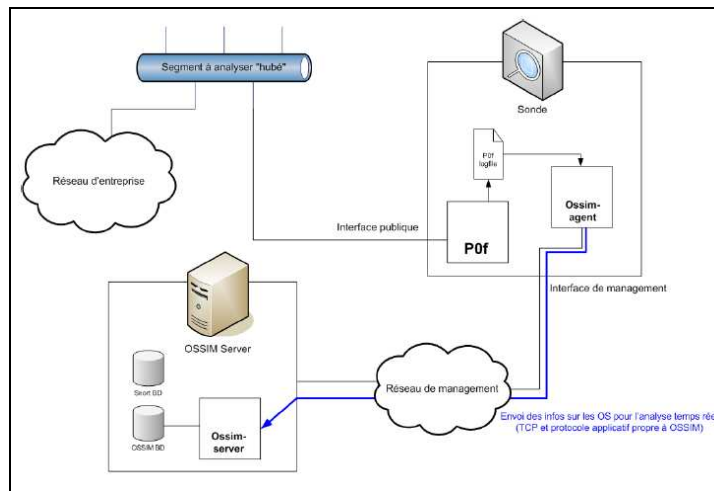 Segment à analyser "hubé"
Sonde
Réseau d'entreprise
P0f
logfile
Ossim-
agent
Interface publique
P0f
Interface de management
OSSIM Server
Réseau de management
Snort BD
Envoi des infos sur les OS pour l'analyse temps rée
(TCP et protocole applicatif propre à OSSIM)
Ossim-
server
OSSIM BD